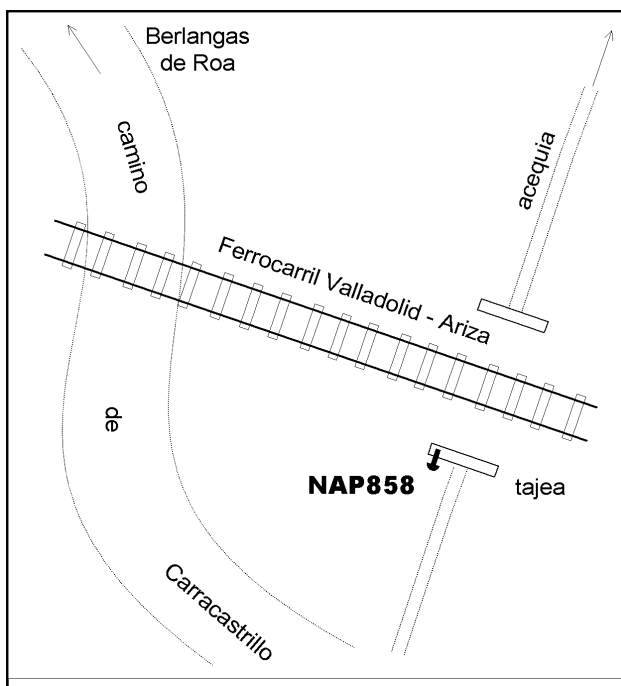 Berlangas
de Roa
camino
acequia
Ferrocarril Valladolid - Ariza
de
NAP858
tajea
Carracastrillo